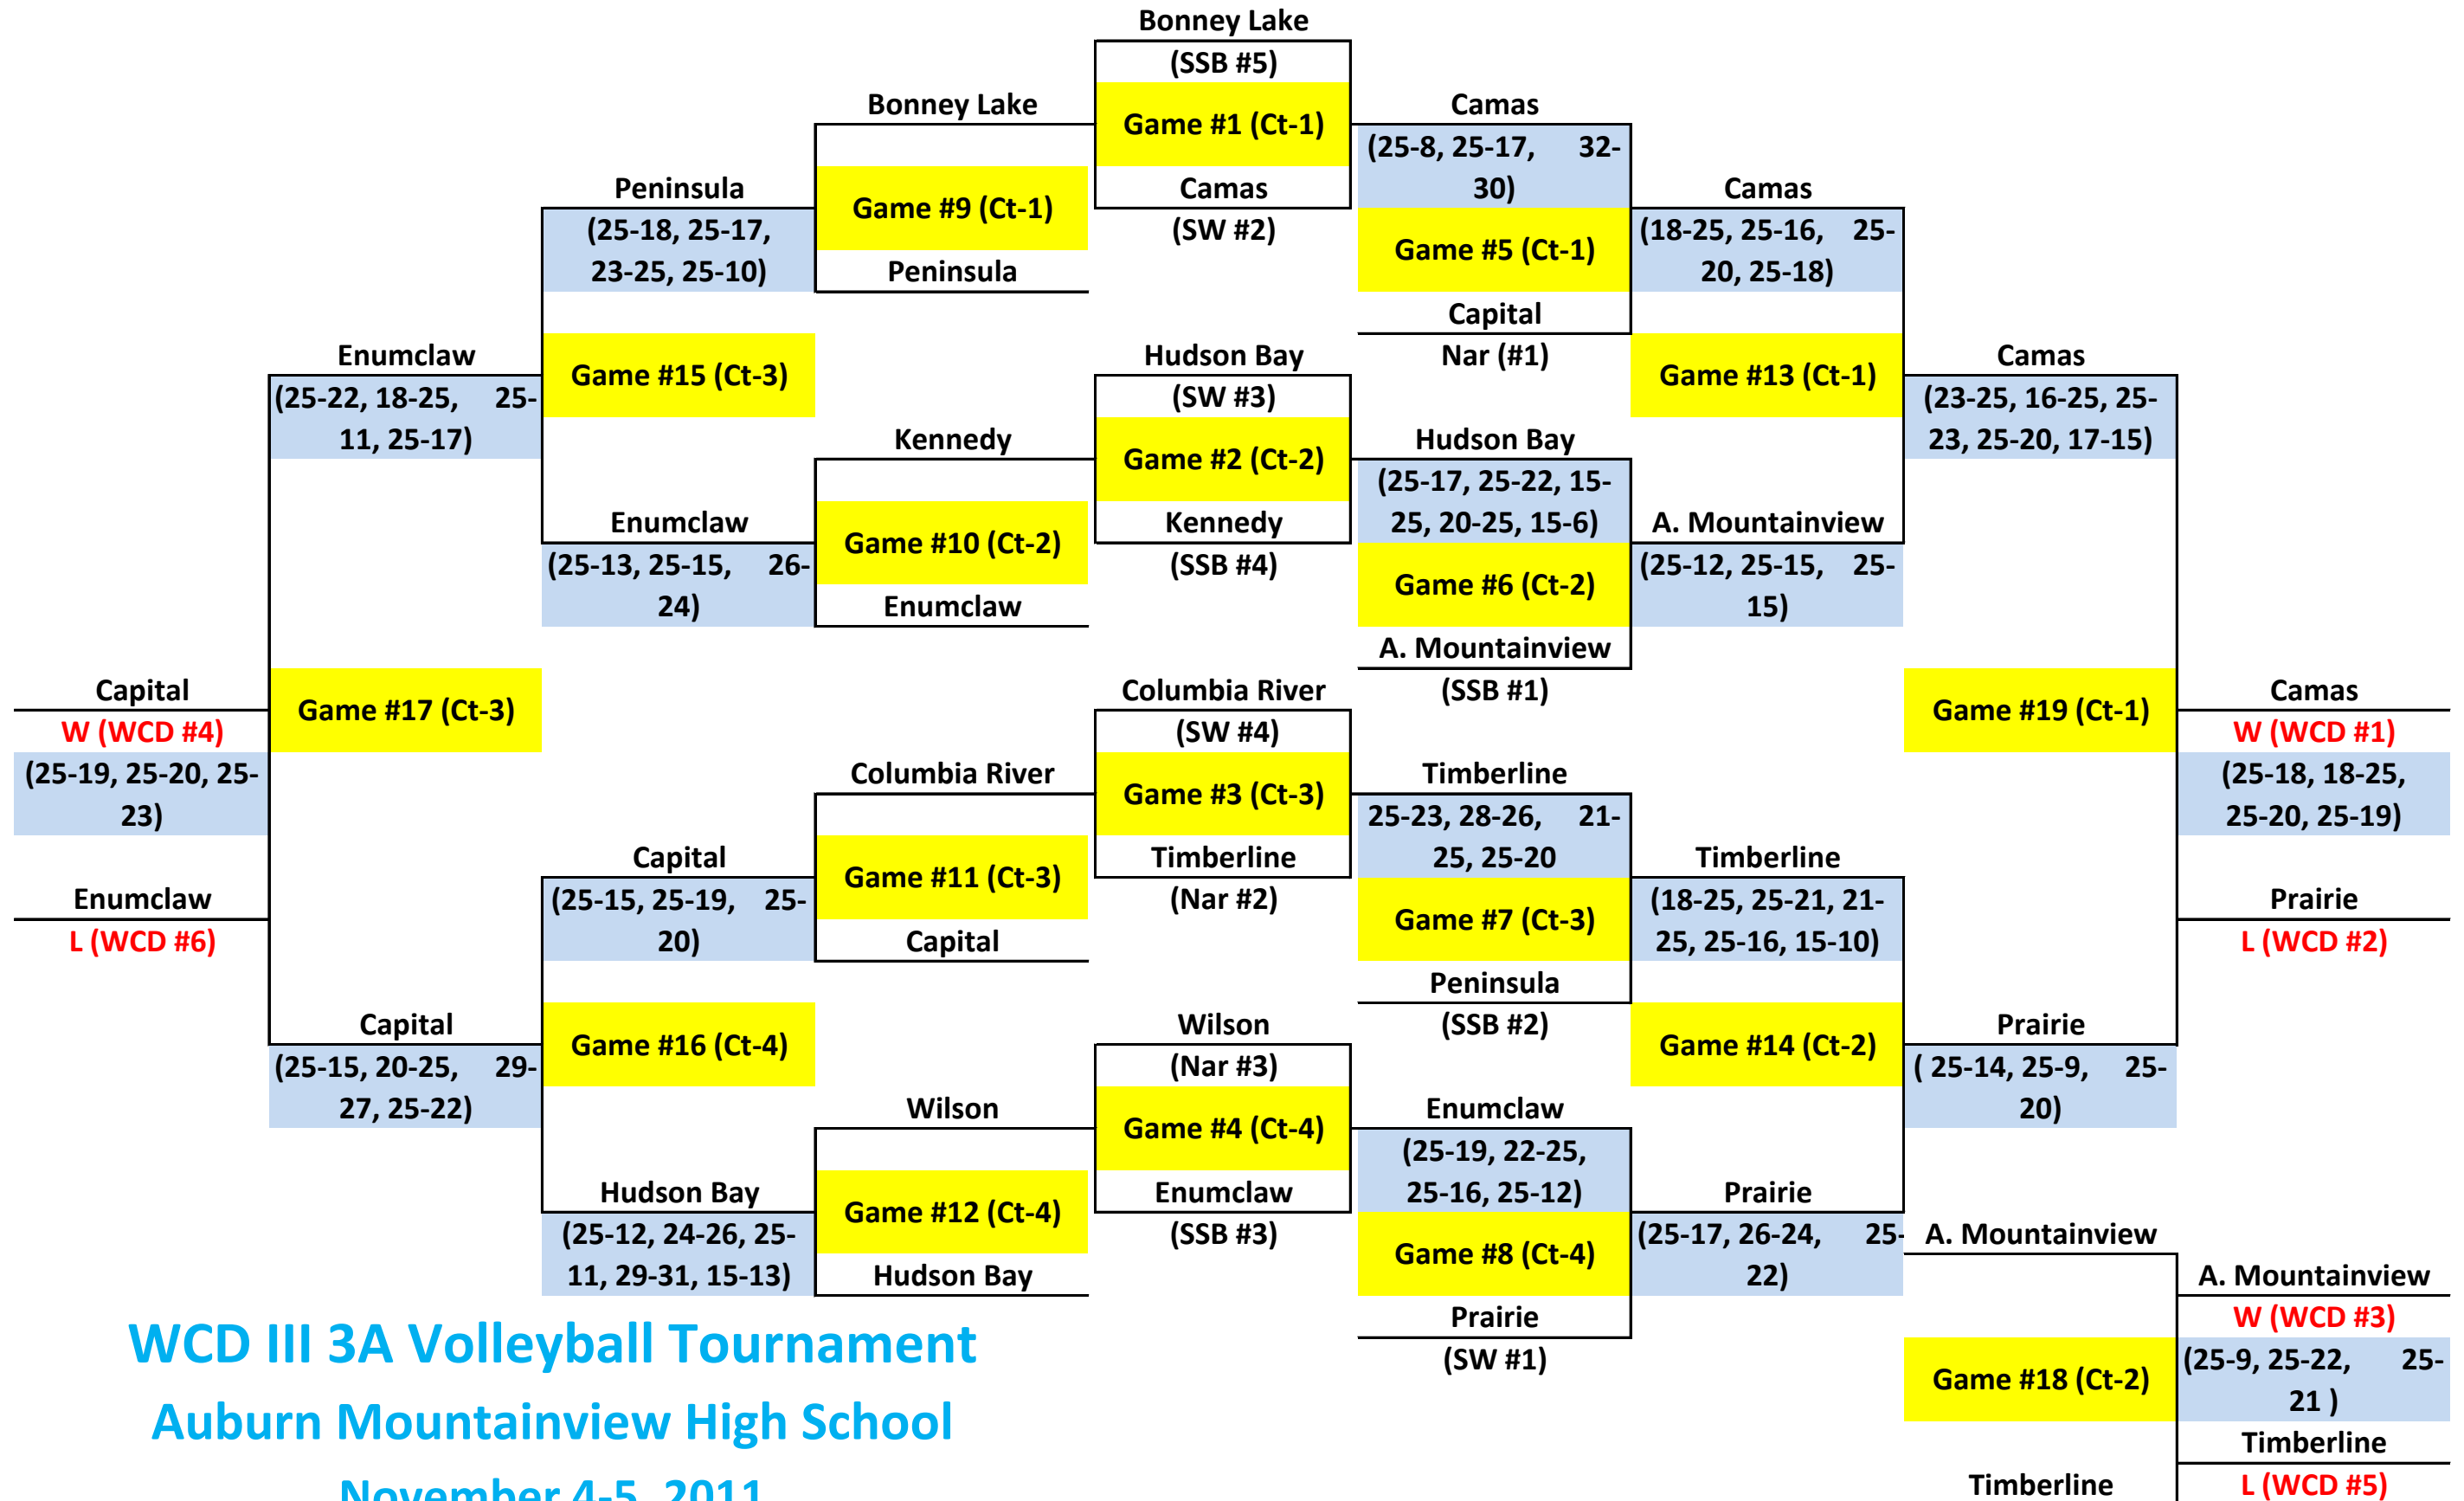 Bonney Lake
(SSB #5)
Bonney Lake
Game #1 (Ct-1)
Camas
(25-8, 25-17, 32-
30)
Peninsula
Game #9 (Ct-1)
Camas
Camas
(25-18, 25-17,
23-25, 25-10)
(SW #2)
Game #5 (Ct-1)
(18-25, 25-16, 25-
20, 25-18)
Peninsula
Capital
Enumclaw
Game #15 (Ct-3)
Hudson Bay
Nar (#1)
Game #13 (Ct-1)
Camas
(25-22, 18-25, 25-
11, 25-17)
(SW #3)
(23-25, 16-25, 25-
23, 25-20, 17-15)
Kennedy
Game #2 (Ct-2)
Hudson Bay
(25-17, 25-22, 15-
25, 20-25, 15-6)
Enumclaw
Game #10 (Ct-2)
Kennedy
A. Mountainview
(25-13, 25-15, 26-
24)
(SSB #4)
Game #6 (Ct-2)
(25-12, 25-15, 25-
15)
Enumclaw
A. Mountainview
Capital
Game #17 (Ct-3)
Columbia River
(SSB #1)
Game #19 (Ct-1)
Camas
W (WCD #4)
(SW #4)
W (WCD #1)
(25-19, 25-20, 25-
23)
Columbia River
Game #3 (Ct-3)
Timberline
(25-18, 18-25,
25-20, 25-19)
25-23, 28-26, 21-
25, 25-20
Capital
Game #11 (Ct-3)
Timberline
Timberline
Enumclaw
(25-15, 25-19, 25-
20)
(Nar #2)
Game #7 (Ct-3)
(18-25, 25-21, 21-
25, 25-16, 15-10)
Prairie
L (WCD #6)
Capital
L (WCD #2)
Peninsula
Capital
Game #16 (Ct-4)
Wilson
(SSB #2)
Game #14 (Ct-2)
Prairie
(25-15, 20-25, 29-
27, 25-22)
(Nar #3)
( 25-14, 25-9, 25-
20)
Wilson
Game #4 (Ct-4)
Enumclaw
(25-19, 22-25,
25-16, 25-12)
Hudson Bay
Game #12 (Ct-4)
Enumclaw
Prairie
(25-12, 24-26, 25-
11, 29-31, 15-13)
(SSB #3)
Game #8 (Ct-4)
(25-17, 26-24, 25-
22)
A. Mountainview
Hudson Bay
A. Mountainview
Prairie
W (WCD #3)
(SW #1)
Game #18 (Ct-2)
(25-9, 25-22, 25-
21 )
Timberline
Timberline
L (WCD #5)
WCD III 3A Volleyball Tournament
Auburn Mountainview High School
November 4-5, 2011